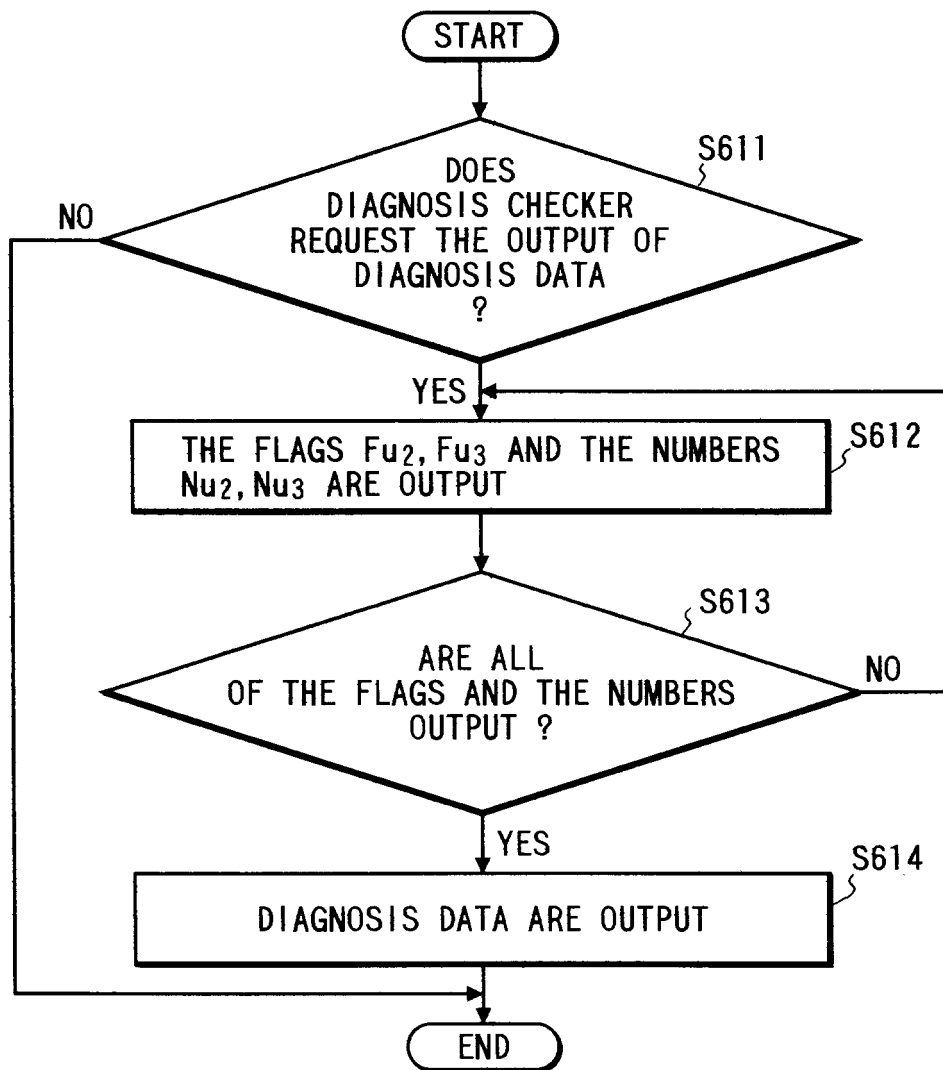 START
S611
DOES
DIAGNOSIS CHECKER
REQUEST THE OUTPUT OF
DIAGNOSIS DATA
?
NO
YES
S612
THE FLAGS Fu2, Fu3 AND THE NUMBERS
Nu2, Nu3 ARE OUTPUT
S613
ARE ALL
OF THE FLAGS AND THE NUMBERS
OUTPUT ?
NO
YES
S614
DIAGNOSIS DATA ARE OUTPUT
END